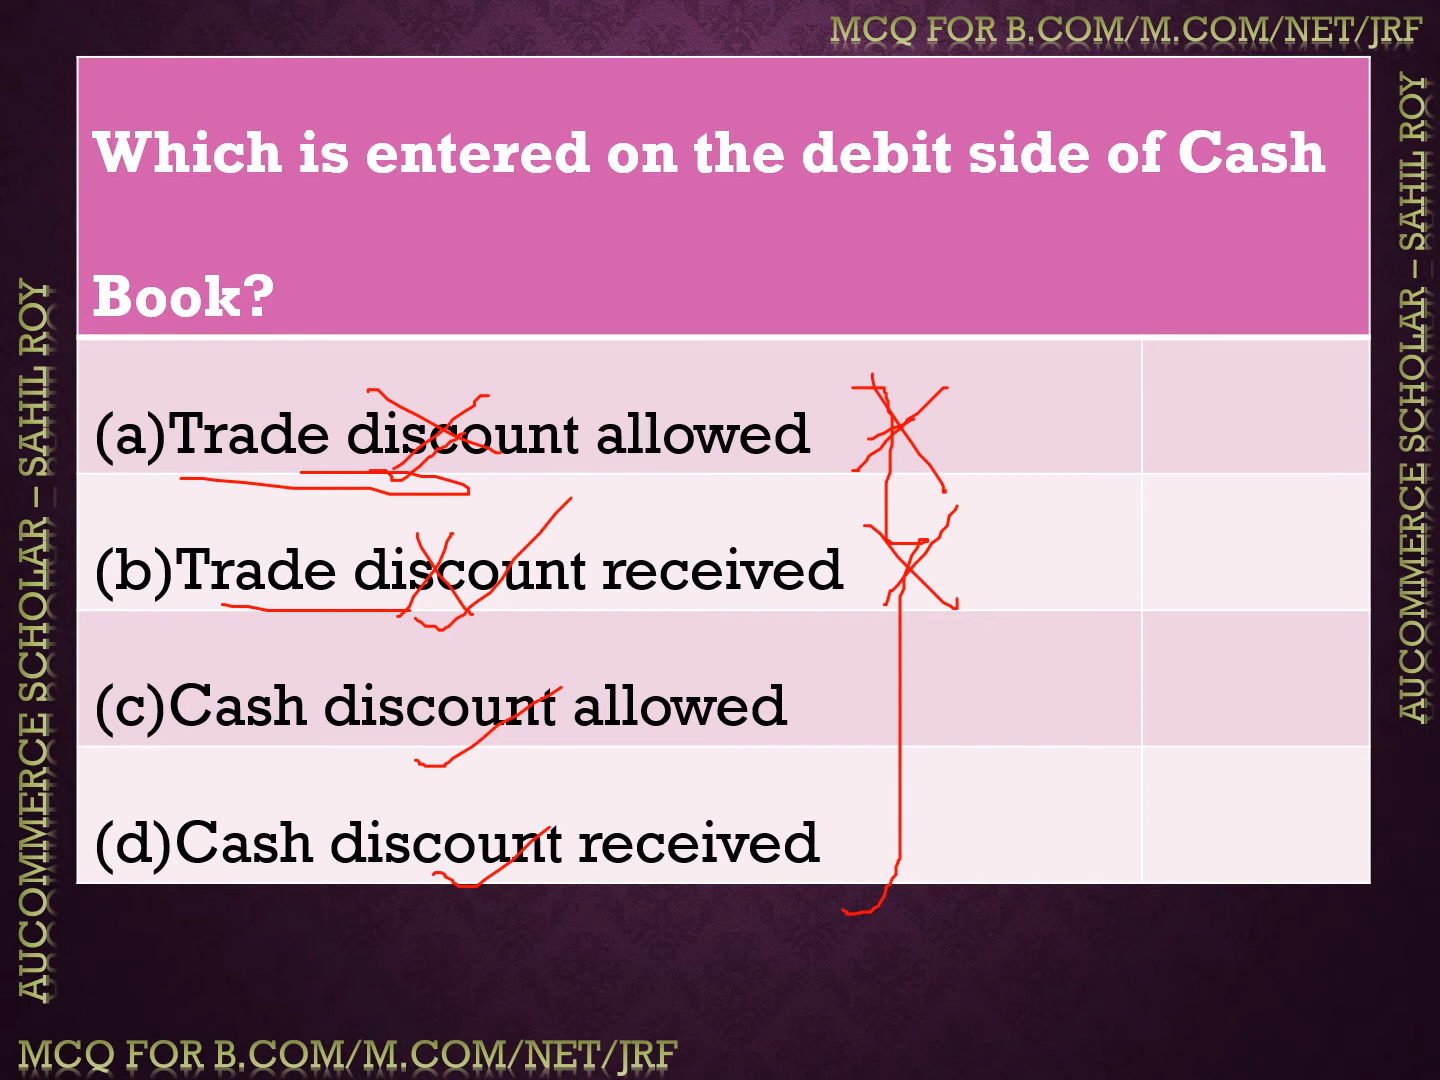 MCQ FOR B.COM/M.COM/NET/JRF
Which is entered on the debit side of Cash
Book?
(a)Trade discount allowed
(b)Trade discount received
(c)Cash discount allowed
(d)Cash discount received
AUCOMMERCE SCHOLAR – SAHIL ROY
AUCOMMERCE SCHOLAR – SAHIL ROY
MCQ FOR B.COM/M.COM/NET/JRF